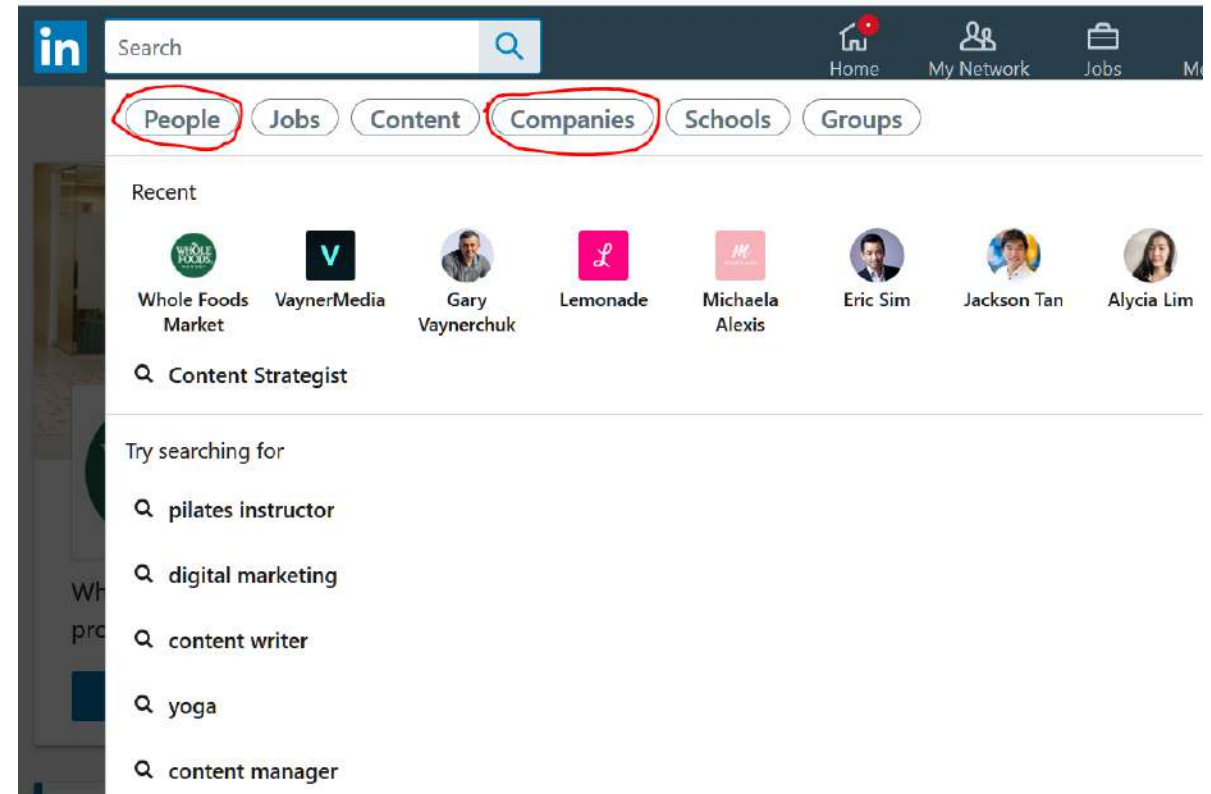 in Search Home My Network Jobs
People Jobs Content Companies Schools Groups
Recent
WHOLE FOODS V
Whole Foods Market VaynerMedia Gary Vaynerchuk Lemonade Michaela Alexis Eric Sim Jackson Tan Alycia Lim
Content Strategist
Try searching for
pilates instructor
digital marketing
content writer
yoga
content manager